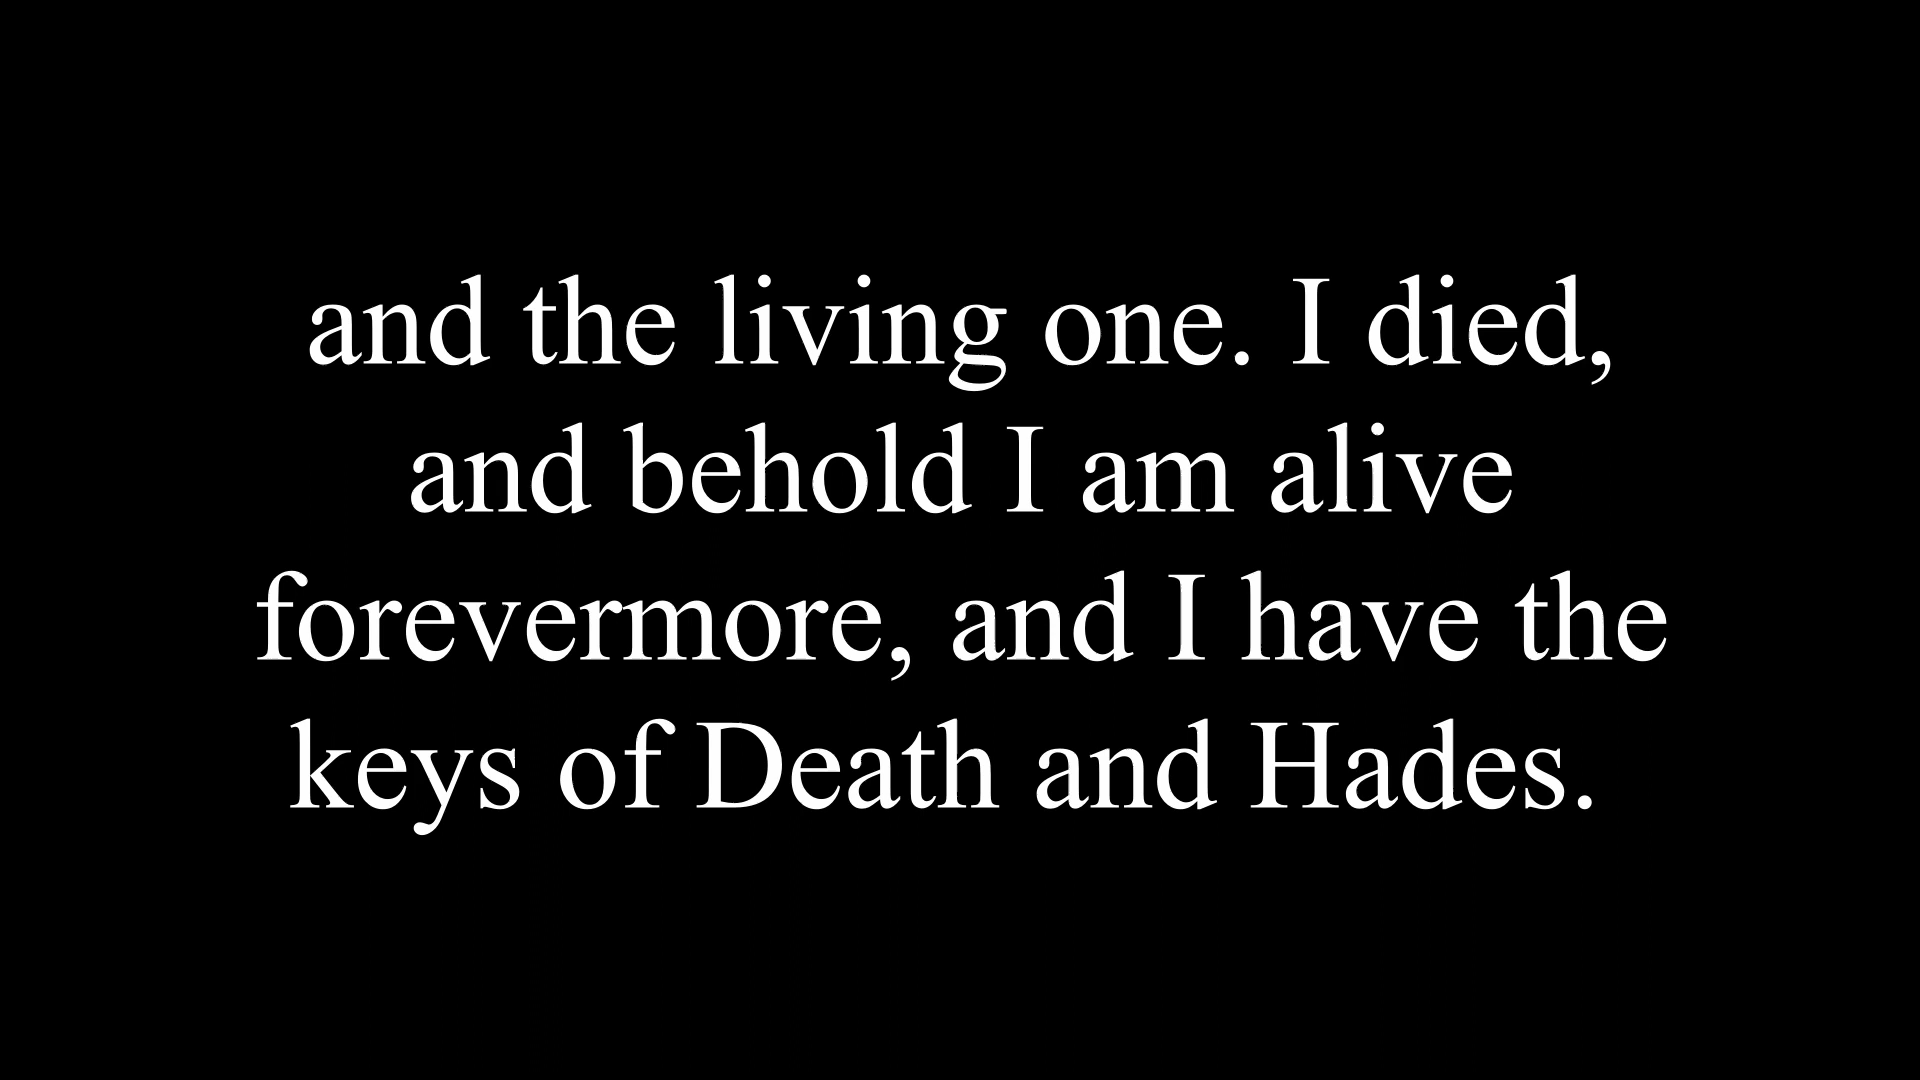 and the living one. I died,
and behold I am alive
forevermore, and I have the
keys of Death and Hades.